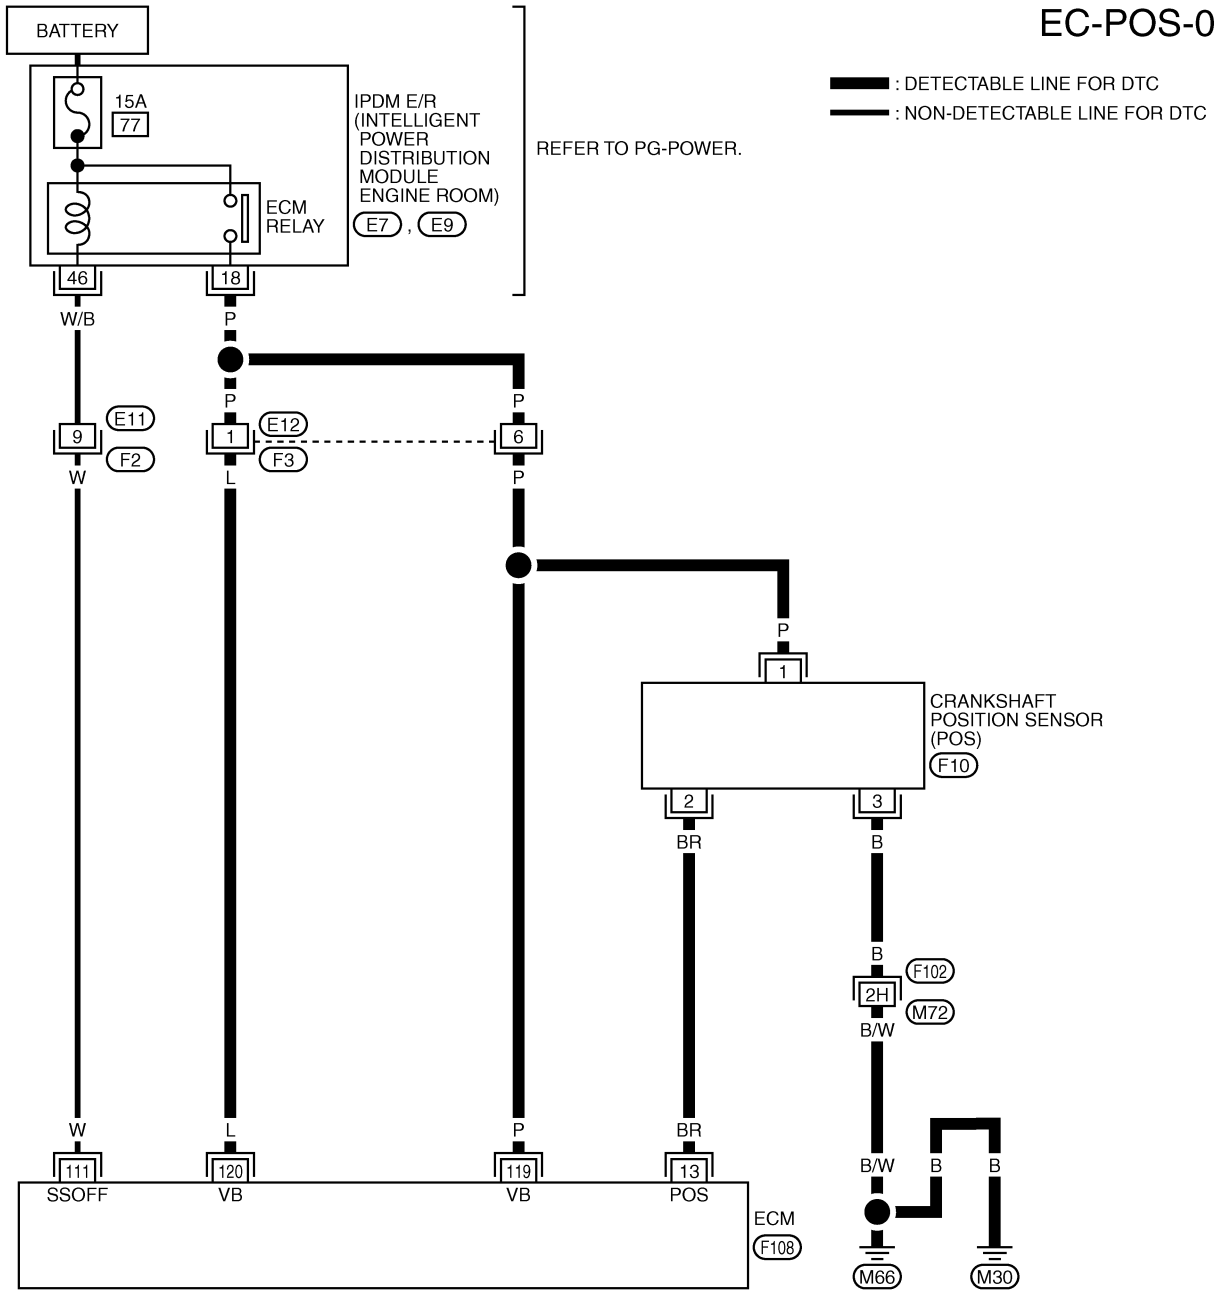 EC-POS-0
BATTERY
: DETECTABLE LINE FOR DTC
: NON-DETECTABLE LINE FOR DTC
15A
77
IPDM E/R
(INTELLIGENT
POWER
DISTRIBUTION
MODULE
ENGINE ROOM)
E7 , E9
REFER TO PG-POWER.
ECM
RELAY
46
18
W/B
P
P
P
E11
E12
9
1
6
F2
F3
W
L
P
P
1
CRANKSHAFT
POSITION SENSOR
(POS)
F10
2
3
BR
B
B
F102
2H
M72
B/W
W
L
P
BR
B/W
B
B
111
120
119
13
SSOFF
VB
VB
POS
ECM
F108
M66
M30